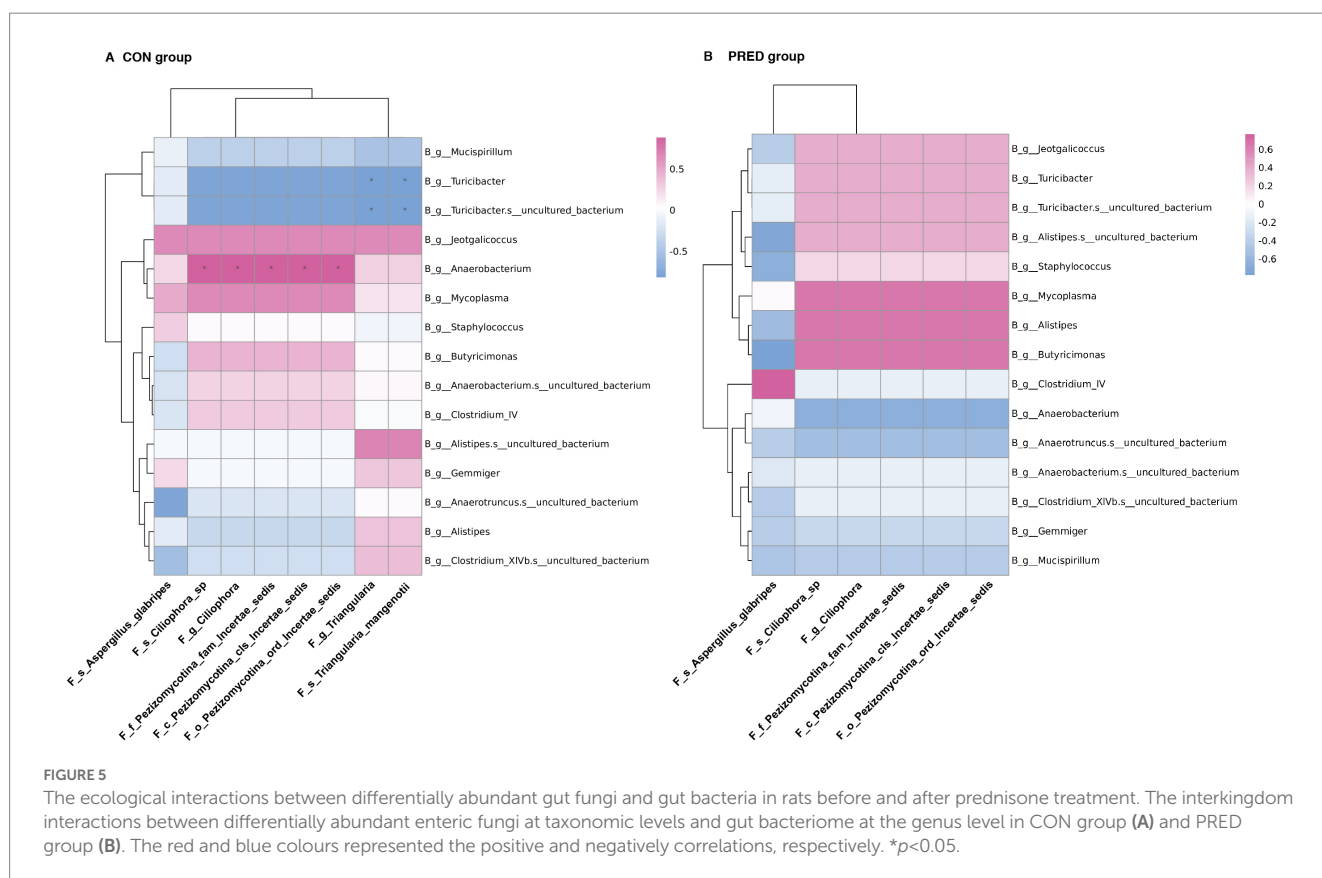 A CON group
B_g__Mucispirillum
B_g__Turicibacter
B_g__Turicibacter.s__uncultured_bacterium
B_g__Jeotgalicoccus
B_g__Anaerobacterium
B_g__Mycoplasma
B_g__Staphylococcus
B_g__Butyricimonas
B_g__Anaerobacterium.s__uncultured_bacterium
B_g__Clostridium_IV
B_g__Alistipes.s__uncultured_bacterium
B_g__Gemmiger
B_g__Anaerotruncus.s__uncultured_bacterium
B_g__Alistipes
B_g__Clostridium_XlVb.s__uncultured_bacterium
* *
* *
* * * * *
0.5
0
-0.5
F_s_Aspergillus_glabripes
F_s_Ciliophora_sp
F_g_Ciliophora
F_f_Pezizomycotina_fam_Incertae_sedis
F_c_Pezizomycotina_cls_Incertae_sedis
F_o_Pezizomycotina_ord_Incertae_sedis
F_g_Triangularia
F_s_Triangularia_mangenotii
B PRED group
B_g__Jeotgalicoccus
B_g__Turicibacter
B_g__Turicibacter.s__uncultured_bacterium
B_g__Alistipes.s__uncultured_bacterium
B_g__Staphylococcus
B_g__Mycoplasma
B_g__Alistipes
B_g__Butyricimonas
B_g__Clostridium_IV
B_g__Anaerobacterium
B_g__Anaerotruncus.s__uncultured_bacterium
B_g__Anaerobacterium.s__uncultured_bacterium
B_g__Clostridium_XlVb.s__uncultured_bacterium
B_g__Gemmiger
B_g__Mucispirillum
0.6
0.4
0.2
0
-0.2
-0.4
-0.6
F_s_Aspergillus_glabripes
F_s_Ciliophora_sp
F_g_Ciliophora
F_f_Pezizomycotina_fam_Incertae_sedis
F_c_Pezizomycotina_cls_Incertae_sedis
F_o_Pezizomycotina_ord_Incertae_sedis
FIGURE 5
The ecological interactions between differentially abundant gut fungi and gut bacteria in rats before and after prednisone treatment. The interkingdom
interactions between differentially abundant enteric fungi at taxonomic levels and gut bacteriome at the genus level in CON group (A) and PRED
group (B). The red and blue colours represented the positive and negatively correlations, respectively. *p<0.05.